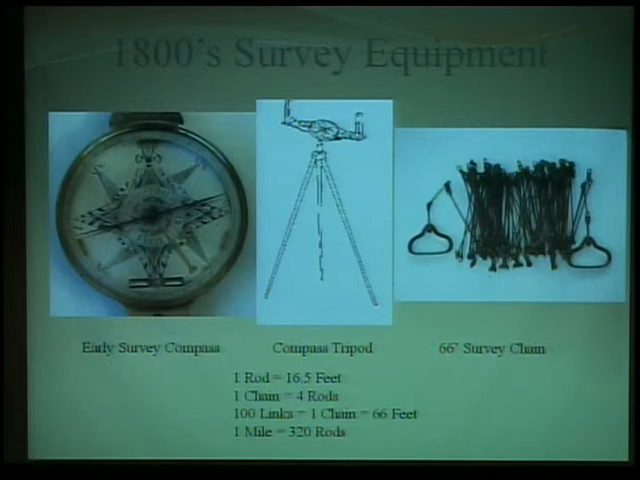 1800's Survey Equipment
Early Survey Compass
Compass Tripod
66' Survey Chain
1 Rod = 16.5 Feet
1 Chain = 4 Rods
100 Links = 1 Chain = 66 Feet
1 Mile = 320 Rods